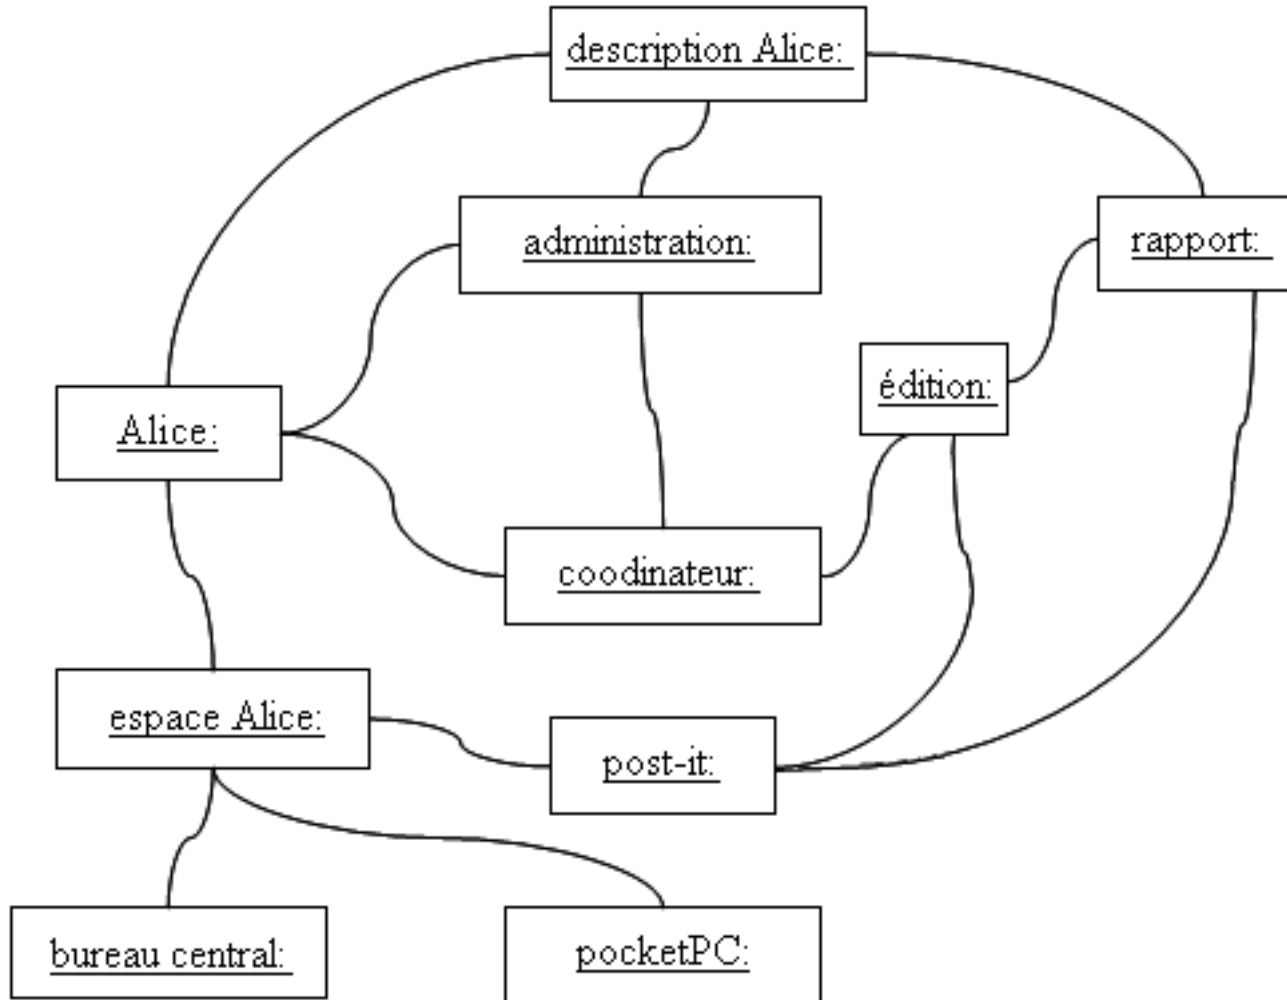 description Alice:
administration:
rapport:
édition:
Alice:
coodinateur:
espace Alice:
post-it:
bureau central:
pocketPC: